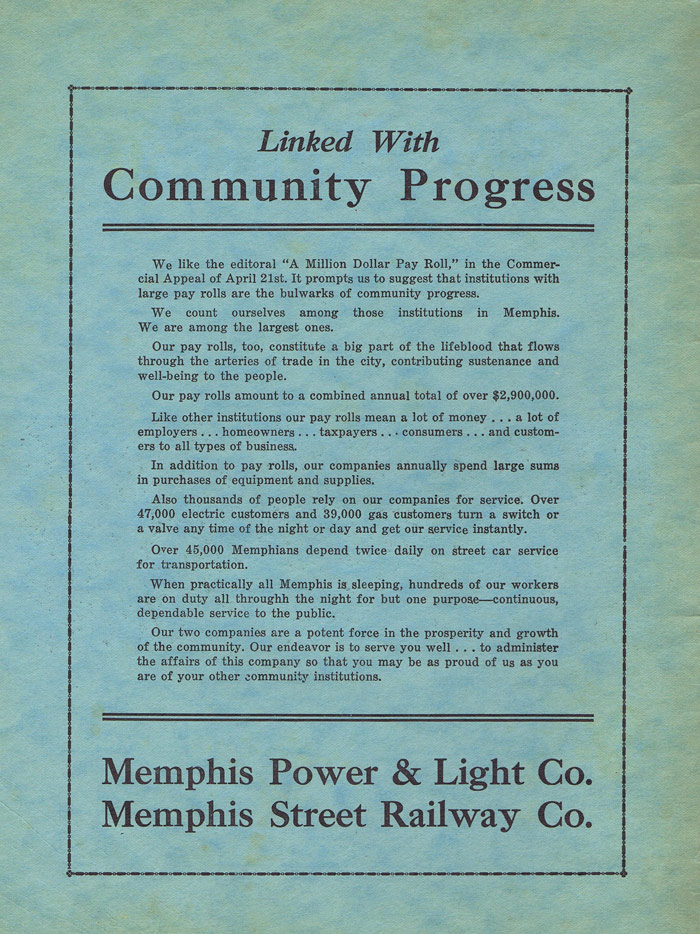 Linked With
Community Progress
We like the editoral "A Million Dollar Pay Roll," in the Commer-
cial Appeal of April 21st. It prompts us to suggest that institutions with
large pay rolls are the bulwarks of community progress.
We count ourselves among those institutions in Memphis.
We are among the largest ones.
Our pay rolls, too, constitute a big part of the lifeblood that flows
through the arteries of trade in the city, contributing sustenance and
well-being to the people.
Our pay rolls amount to a combined annual total of over $2,900,000.
Like other institutions our pay rolls mean a lot of money . . . a lot of
employers . . . homeowners . . . taxpayers . . . consumers . . . and custom-
ers to all types of business.
In addition to pay rolls, our companies annually spend large sums
in purchases of equipment and supplies.
Also thousands of people rely on our companies for service. Over
47,000 electric customers and 39,000 gas customers turn a switch or
a valve any time of the night or day and get our service instantly.
Over 45,000 Memphians depend twice daily on street car service
for transportation.
When practically all Memphis is sleeping, hundreds of our workers
are on duty all throughh the night for but one purpose—continuous,
dependable service to the public.
Our two companies are a potent force in the prosperity and growth
of the community. Our endeavor is to serve you well . . . to administer
the affairs of this company so that you may be as proud of us as you
are of your other community institutions.
Memphis Power & Light Co.
Memphis Street Railway Co.